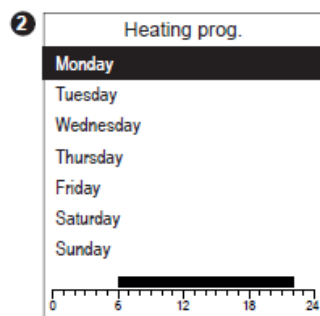 2 Heating prog.
Monday
Tuesday
Wednesday
Thursday
Friday
Saturday
Sunday
0 6 12 18 24